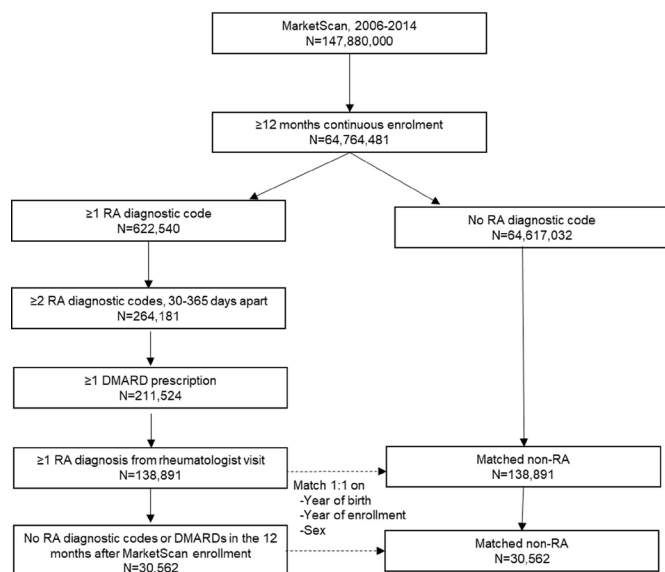 MarketScan, 2006-2014
N=147,880,000
≥12 months continuous enrolment
N=64,764,481
≥1 RA diagnostic code
N=622,540
No RA diagnostic code
N=64,617,032
≥2 RA diagnostic codes, 30-365 days apart
N=264,181
≥1 DMARD prescription
N=211,524
≥1 RA diagnosis from rheumatologist visit
N=138,891
Matched non-RA
N=138,891
Match 1:1 on
-Year of birth
-Year of enrollment
-Sex
No RA diagnostic codes or DMARDs in the 12
months after MarketScan enrollment
N=30,562
Matched non-RA
N=30,562